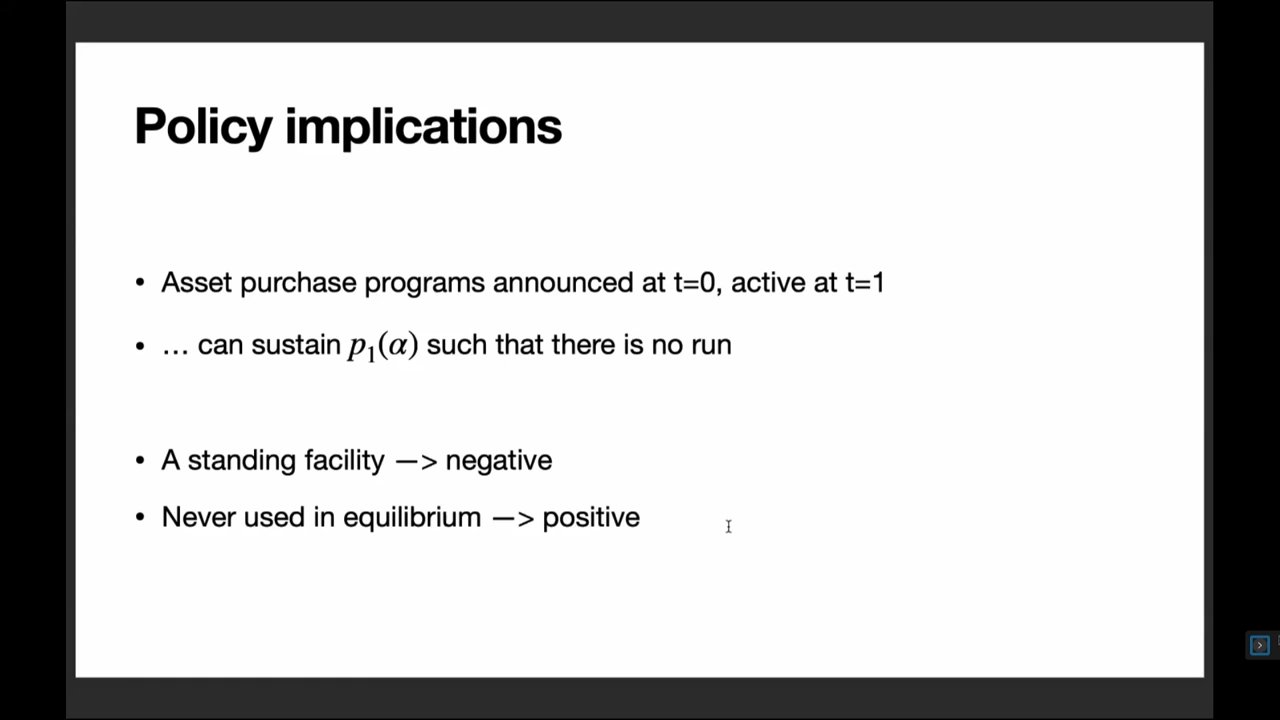 Policy implications
• Asset purchase programs announced at t=0, active at t=1
• … can sustain p₁(α) such that there is no run
• A standing facility —> negative
• Never used in equilibrium —> positive